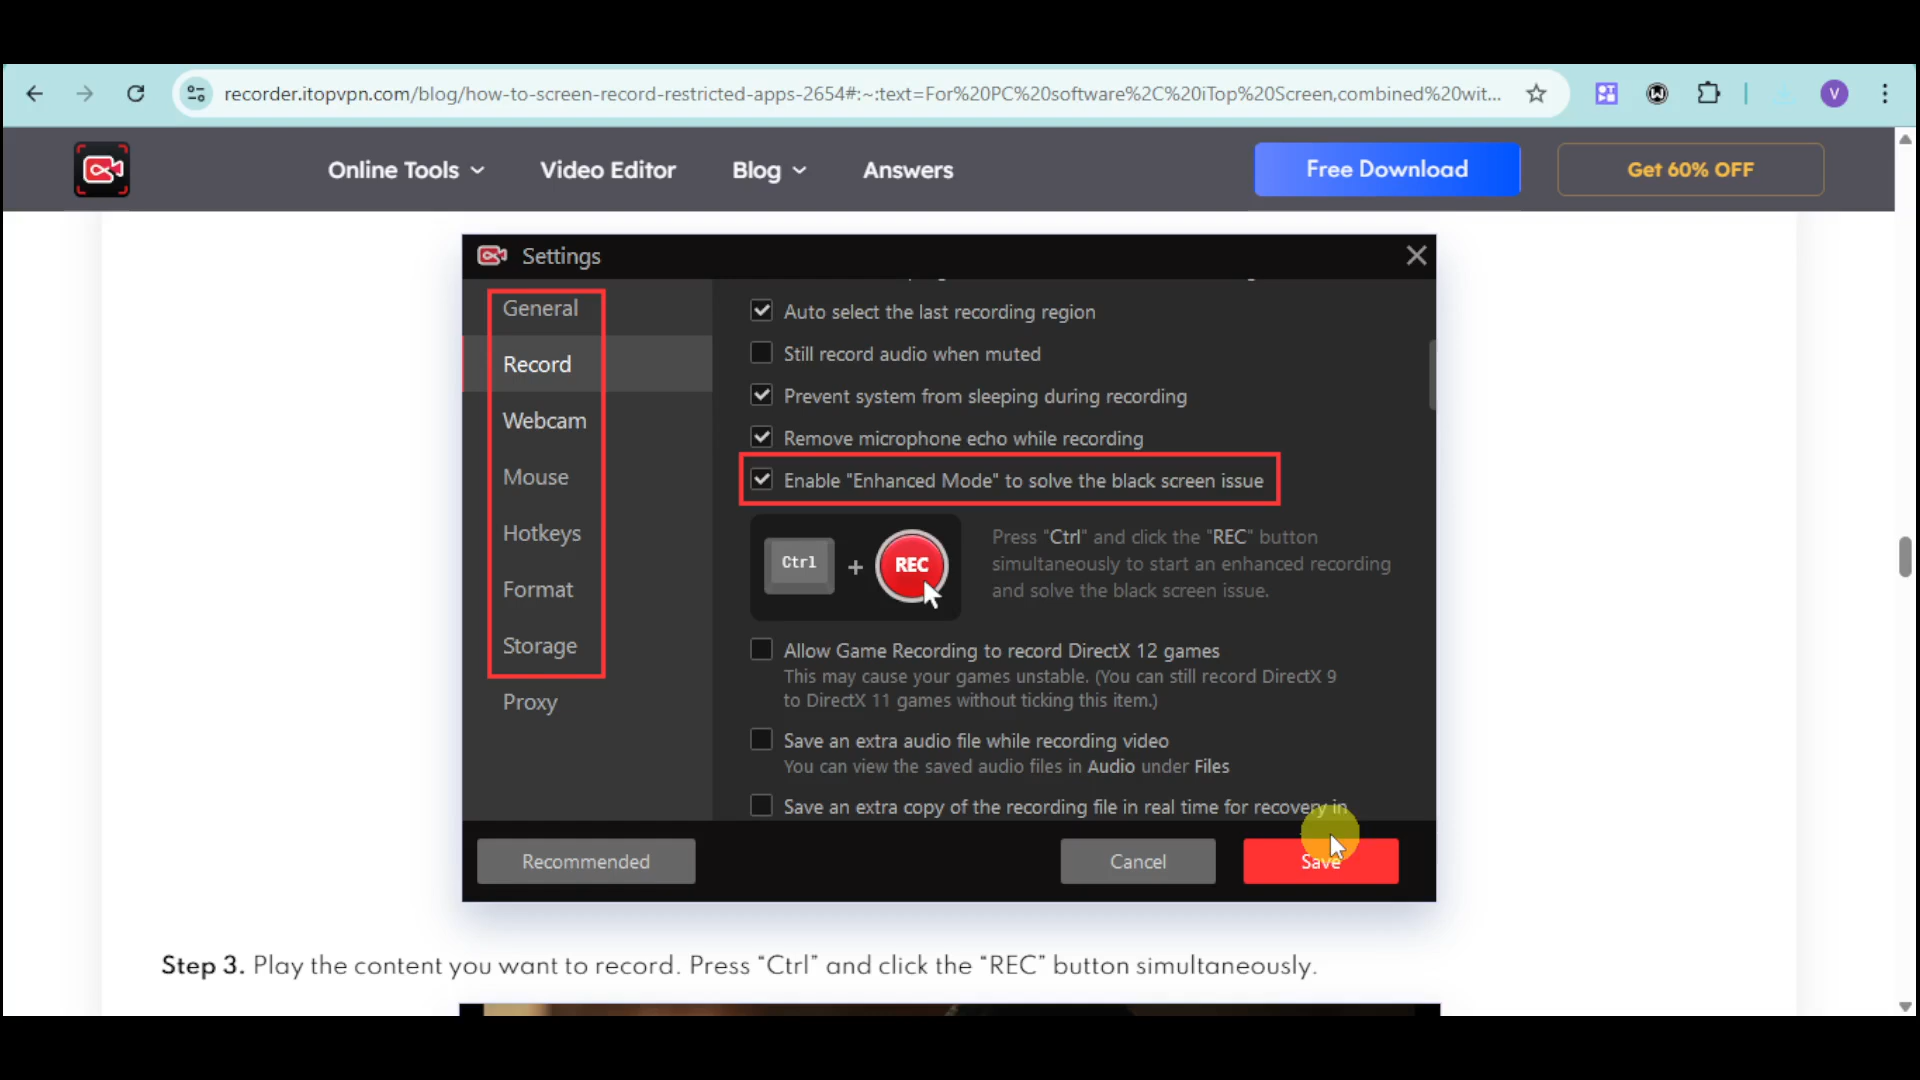 recorder.itopvpn.com/blog/how-to-screen-record-restricted-apps-2654#:~:text=For%20PC%20software%2C%20iTop%20Screen,combined%20wit...
V
Online Tools
Video Editor
Blog
Answers
Free Download
Get 60% OFF
Settings
General
Record
Webcam
Mouse
Hotkeys
Format
Storage
Proxy
Auto select the last recording region
Still record audio when muted
Prevent system from sleeping during recording
Remove microphone echo while recording
Enable "Enhanced Mode" to solve the black screen issue
Ctrl + REC
Press "Ctrl" and click the "REC" button
simultaneously to start an enhanced recording
and solve the black screen issue.
Allow Game Recording to record DirectX 12 games
This may cause your games unstable. (You can still record DirectX 9
to DirectX 11 games without ticking this item.)
Save an extra audio file while recording video
You can view the saved audio files in Audio under Files
Save an extra copy of the recording file in real time for recovery in
Recommended
Cancel
Save
Step 3. Play the content you want to record. Press “Ctrl” and click the “REC” button simultaneously.